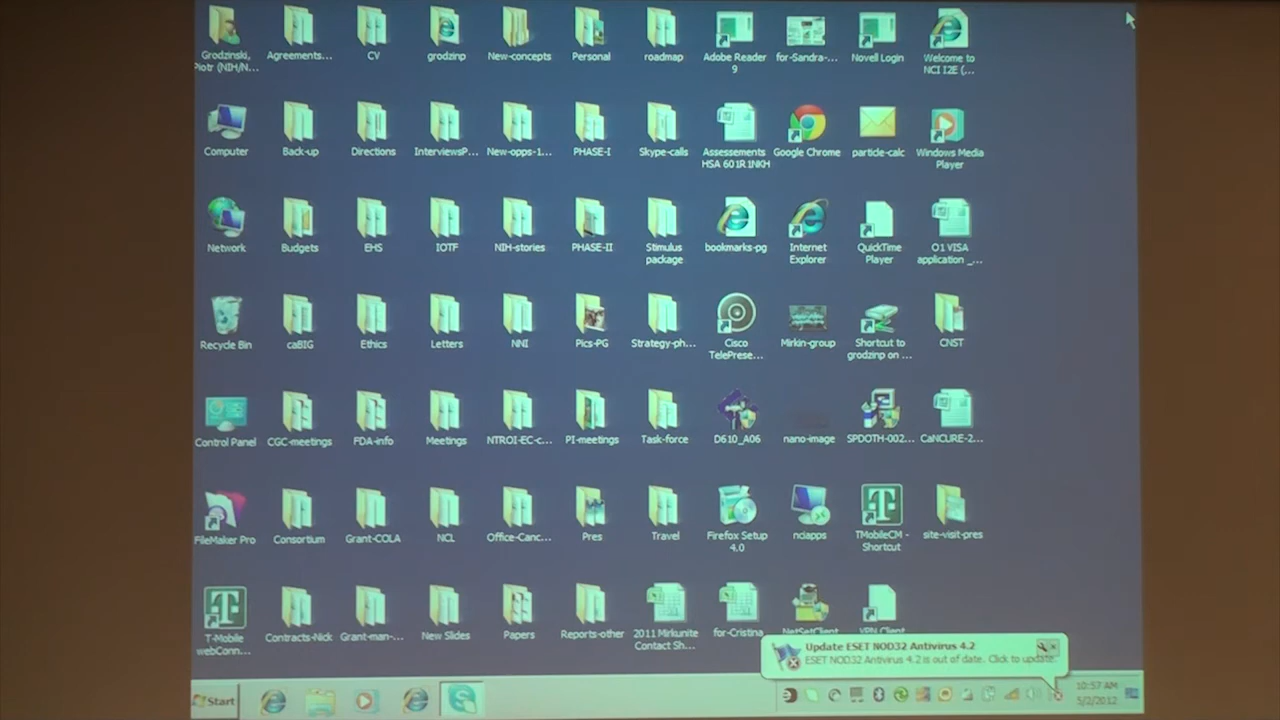 Grodzinski,
Piotr (NIH/N...
Agreements...
CV
grodzinp
New-concepts
Personal
roadmap
Adobe Reader
9
for-Sandra-...
Novell Login
Welcome to
NCI I2E (...
Computer
Back-up
Directions
InterviewsP...
New-opps-1...
PHASE-I
Skype-calls
Assessements
HSA 601R1NKH
Google Chrome
particle-calc
Windows Media
Player
Network
Budgets
EHS
IOTF
NIH-stories
PHASE-II
Stimulus
package
bookmarks-pg
Internet
Explorer
QuickTime
Player
O1 VISA
application _...
Recycle Bin
caBIG
Ethics
Letters
NNI
Pics-PG
Strategy-ph...
Cisco
TelePrese...
Mirkin-group
Shortcut to
grodzinp on ...
CNST
Control Panel
CGC-meetings
FDA-info
Meetings
NTROI-EC-c...
PI-meetings
Task-force
D610_A06
nano-image
SPDOTH-002...
CaNCURE-2...
FileMaker Pro
Consortium
Grant-COLA
NCL
Office-Canc...
Pres
Travel
Firefox Setup
4.0
nciapps
TMobileCM -
Shortcut
site-visit-pres
T-Mobile
webConn...
Contracts-Nick
Grant-man-...
New Slides
Papers
Reports-other
2011 Mirkunite
Contact Sh...
for-Cristina
NetSetClient
VPN Client
Update ESET NOD32 Antivirus 4.2
ESET NOD32 Antivirus 4.2 is out of date. Click to update.
Start
10:57 AM
5/2/2012